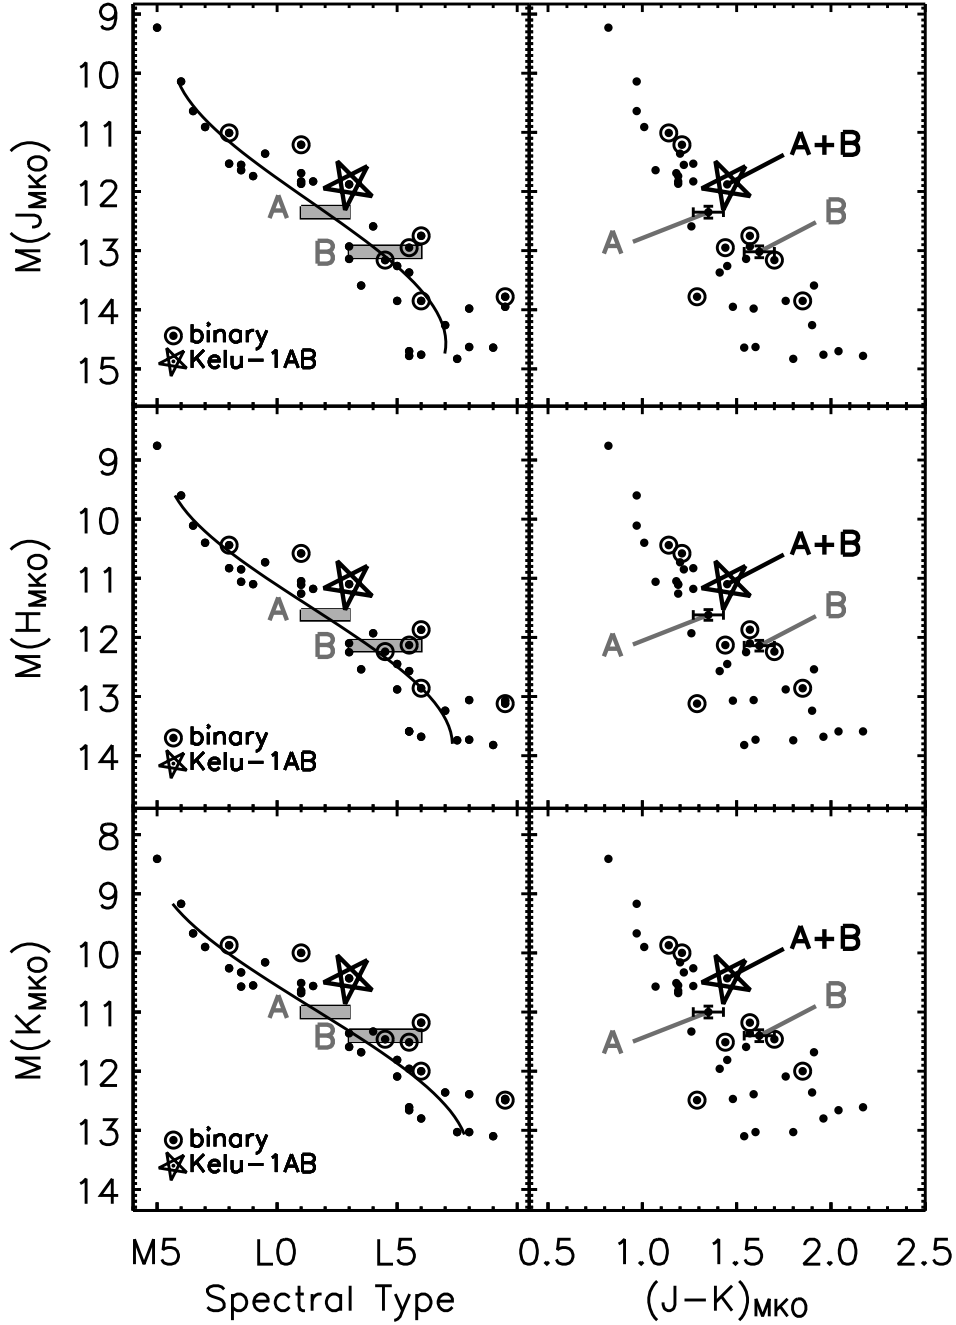 9
10
11
12
13
14
15
M(J_MKO)
A
B
binary
Kelu-1AB
A+B
A
B
9
10
11
12
13
14
M(H_MKO)
A
B
binary
Kelu-1AB
A+B
A
B
8
9
10
11
12
13
14
M(K_MKO)
A
B
binary
Kelu-1AB
A+B
A
B
M5 L0 L5
0.5 1.0 1.5 2.0 2.5
Spectral Type
(J-K)_MKO